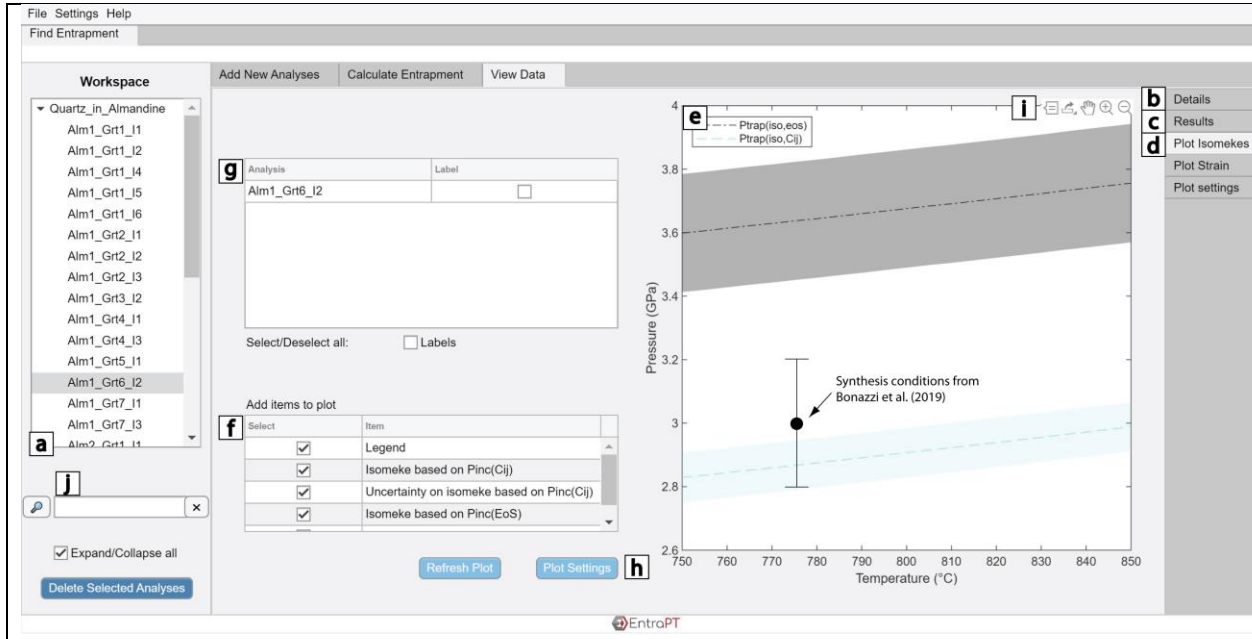 File Settings Help
Find Entrapment
Workspace
Quartz_in_Almandine
Alm1_Grt1_I1
Alm1_Grt1_I2
Alm1_Grt1_I4
Alm1_Grt1_I5
Alm1_Grt1_I6
Alm1_Grt2_I1
Alm1_Grt2_I2
Alm1_Grt2_I3
Alm1_Grt3_I2
Alm1_Grt4_I1
Alm1_Grt4_I3
Alm1_Grt5_I1
Alm1_Grt6_I2
Alm1_Grt7_I1
Alm1_Grt7_I3
Alm2_Grt1_I1
a
j
Expand/Collapse all
Delete Selected Analyses
Add New Analyses Calculate Entrapment View Data
g
Analysis Label
Alm1_Grt6_I2
Select/Deselect all: Labels
Add items to plot
f
Select Item
Legend
Isomeke based on Pinc(Cij)
Uncertainty on isomeke based on Pinc(Cij)
Isomeke based on Pinc(EoS)
Refresh Plot Plot Settings h
e
Ptrap(iso,eos)
Ptrap(iso,Cij)
i
4
3.8
3.6
3.4
3.2
3
2.8
2.6
Pressure (GPa)
Synthesis conditions from
Bonazzi et al. (2019)
750 760 770 780 790 800 810 820 830 840 850
Temperature (°C)
b Details
c Results
d Plot Isomekes
Plot Strain
Plot settings
EntraPT